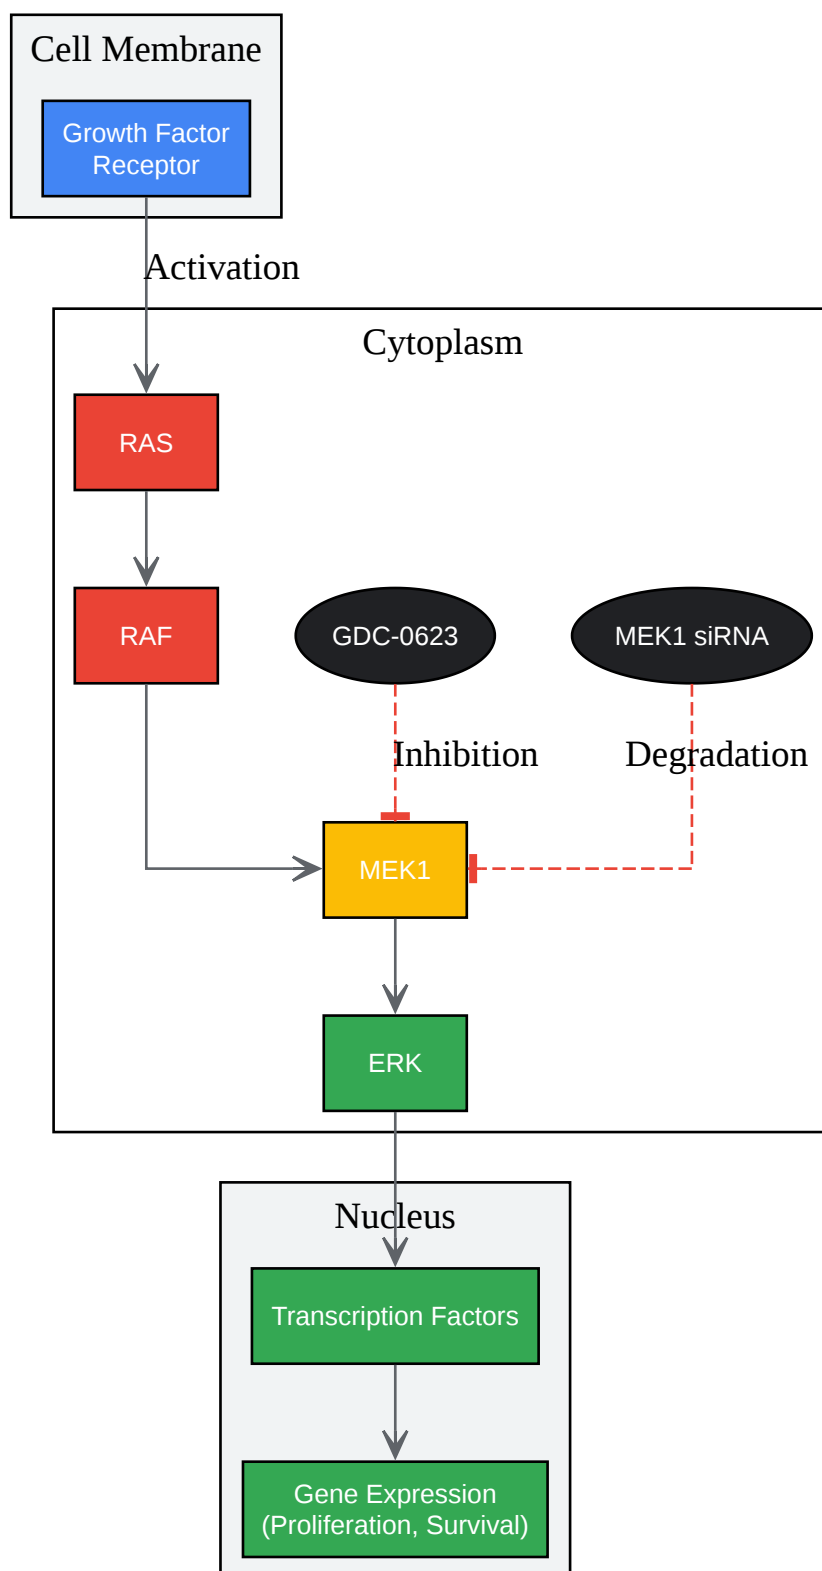 Cell Membrane
Growth Factor
Receptor
Activation
Cytoplasm
RAS
RAF
GDC-0623
MEK1 siRNA
Inhibition
Degradation
MEK1
ERK
Nucleus
Transcription Factors
Gene Expression
(Proliferation, Survival)